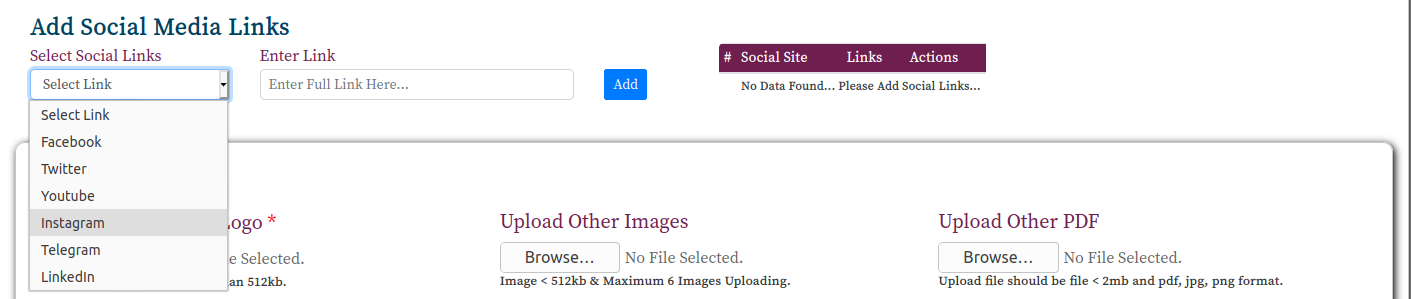 Add Social Media Links
Select Social Links
Enter Link
Select Link
Enter Full Link Here...
Add
# Social Site Links Actions
No Data Found... Please Add Social Links...
Select Link
Facebook
Twitter
Youtube
Instagram
Telegram
LinkedIn
Logo *
e Selected.
an 512kb.
Upload Other Images
Browse... No File Selected.
Image < 512kb & Maximum 6 Images Uploading.
Upload Other PDF
Browse... No File Selected.
Upload file should be file < 2mb and pdf, jpg, png format.